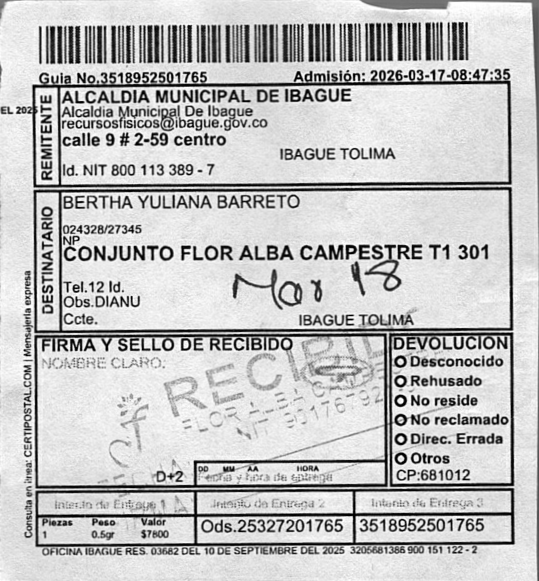 Guia No.3518952501765 Admisión: 2026-03-17-08:47:35
EL 2025
REMITENTE
ALCALDIA MUNICIPAL DE IBAGUE
Alcaldia Municipal De Ibague
recursosfisicos@ibague.gov.co
calle 9 # 2-59 centro
IBAGUE TOLIMA
Id. NIT 800 113 389 - 7
DESTINATARIO
BERTHA YULIANA BARRETO
024328/27345
NP
CONJUNTO FLOR ALBA CAMPESTRE T1 301
Mar 18
Tel.12 Id.
Obs.DIANU
Ccte.
IBAGUE TOLIMA
FIRMA Y SELLO DE RECIBIDO
NOMBRE CLARO:
RECIBIDO
FLOR ALBA CAMPESTRE
NIT
D+2
DD MM AA HORA
Fecha y hora de entrega
DEVOLUCION
Desconocido
Rehusado
No reside
No reclamado
Direc. Errada
Otros
CP:681012
Intento de Entrega 1 Intento de Entrega 2 Intento de Entrega 3
Piezas Peso Valor
1 0.5gr $7800
Ods.25327201765 3518952501765
OFICINA IBAGUE RES. 03682 DEL 10 DE SEPTIEMBRE DEL 2025 3205681386 900 151 122 - 2
Consulta en línea: CERTIPOSTAL.COM | Mensajería expresa